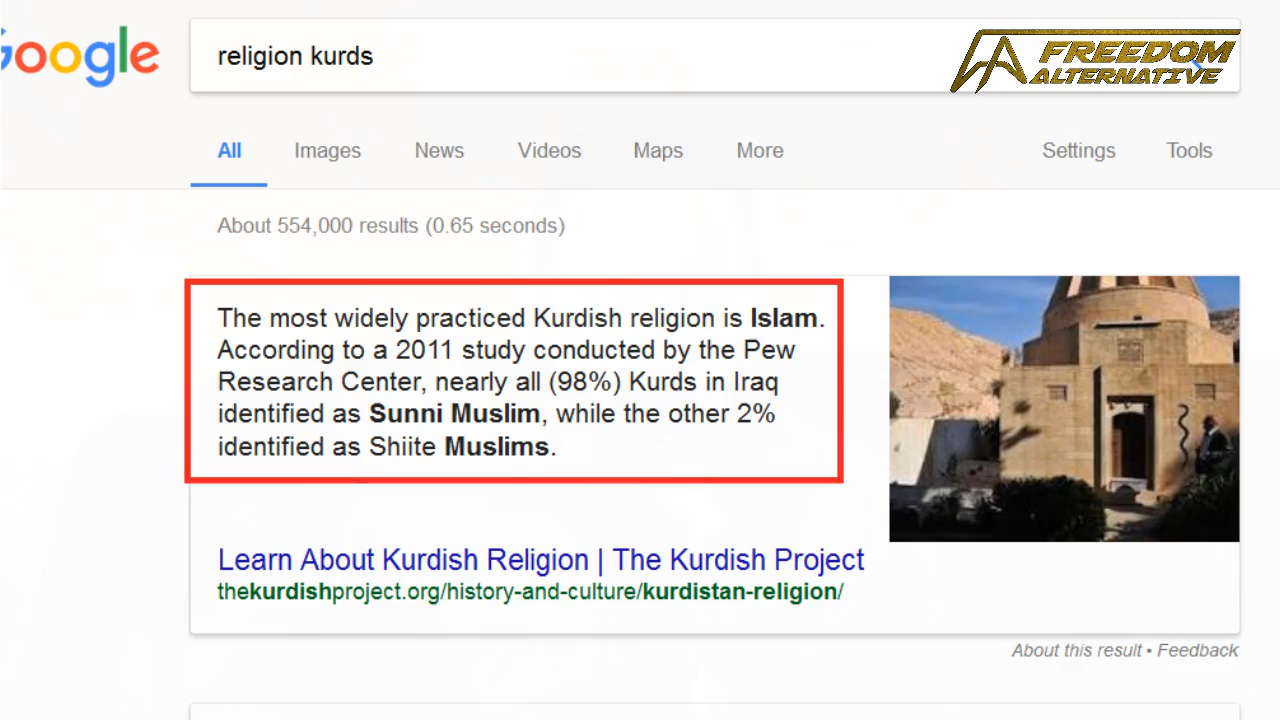 Google
religion kurds
FREEDOM
ALTERNATIVE
All Images News Videos Maps More Settings Tools
About 554,000 results (0.65 seconds)
The most widely practiced Kurdish religion is Islam.
According to a 2011 study conducted by the Pew
Research Center, nearly all (98%) Kurds in Iraq
identified as Sunni Muslim, while the other 2%
identified as Shiite Muslims.
Learn About Kurdish Religion | The Kurdish Project
thekurdishproject.org/history-and-culture/kurdistan-religion/
About this result • Feedback